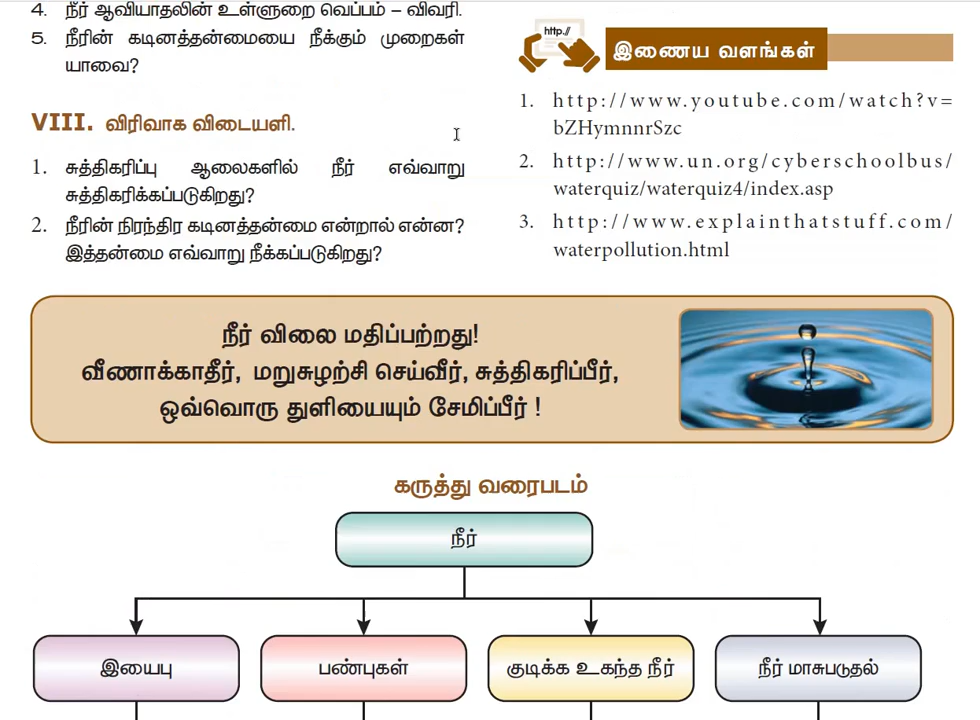 4. நீர் ஆவியாதலின் உள்ளுறை வெப்பம் – விவரி.
5. நீரின் கடினத்தன்மையை நீக்கும் முறைகள்
யாவை?
VIII. விரிவாக விடையளி.
1. சுத்திகரிப்பு ஆலைகளில் நீர் எவ்வாறு
சுத்திகரிக்கப்படுகிறது?
2. நீரின் நிரந்திர கடினத்தன்மை என்றால் என்ன?
இத்தன்மை எவ்வாறு நீக்கப்படுகிறது?
http://
இணைய வளங்கள்
1. http://www.youtube.com/watch?v=
bZHymnnrSzc
2. http://www.un.org/cyberschoolbus/
waterquiz/waterquiz4/index.asp
3. http://www.explainthatstuff.com/
waterpollution.html
நீர் விலை மதிப்பற்றது!
வீணாக்காதீர், மறுசுழற்சி செய்வீர், சுத்திகரிப்பீர்,
ஒவ்வொரு துளியையும் சேமிப்பீர் !
கருத்து வரைபடம்
நீர்
இயைபு
பண்புகள்
குடிக்க உகந்த நீர்
நீர் மாசுபடுதல்